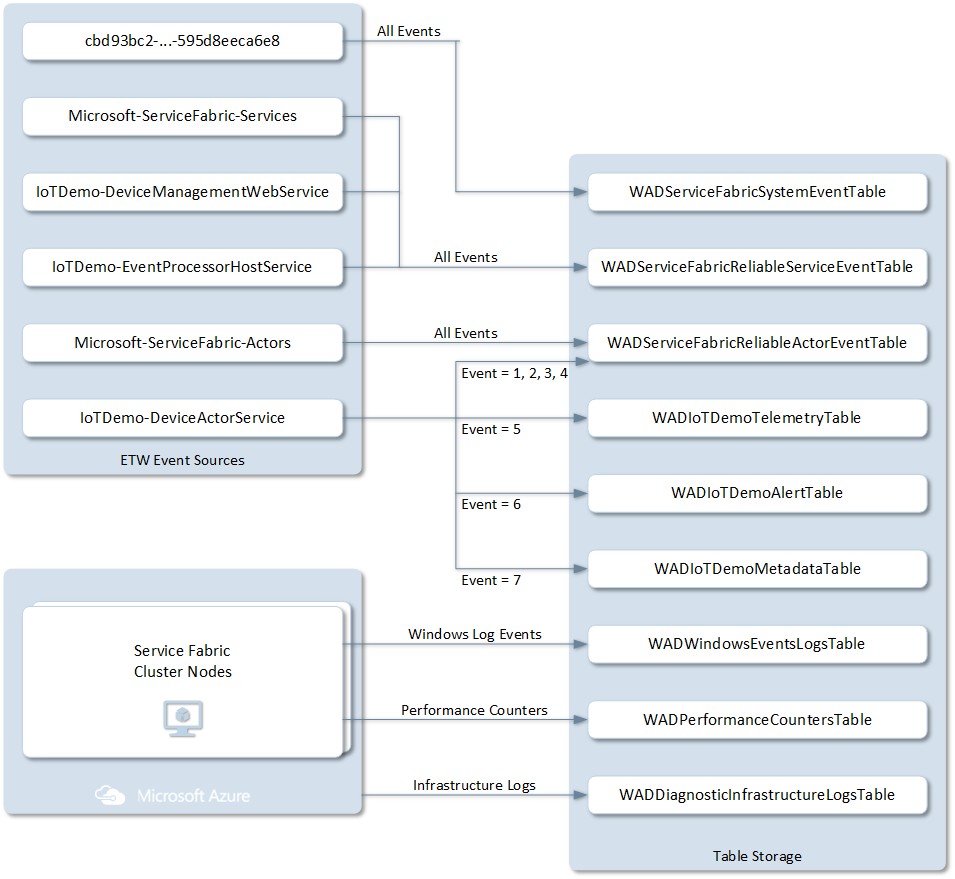 cbd93bc2-...-595d8eeca6e8
All Events
Microsoft-ServiceFabric-Services
IoTDemo-DeviceManagementWebService
IoTDemo-EventProcessorHostService
All Events
Microsoft-ServiceFabric-Actors
All Events
Event = 1, 2, 3, 4
IoTDemo-DeviceActorService
Event = 5
Event = 6
Event = 7
ETW Event Sources
Service Fabric
Cluster Nodes
Microsoft Azure
Windows Log Events
Performance Counters
Infrastructure Logs
WADServiceFabricSystemEventTable
WADServiceFabricReliableServiceEventTable
WADServiceFabricReliableActorEventTable
WADIoTDemoTelemetryTable
WADIoTDemoAlertTable
WADIoTDemoMetadataTable
WADWindowsEventsLogsTable
WADPerformanceCountersTable
WADDiagnosticInfrastructureLogsTable
Table Storage